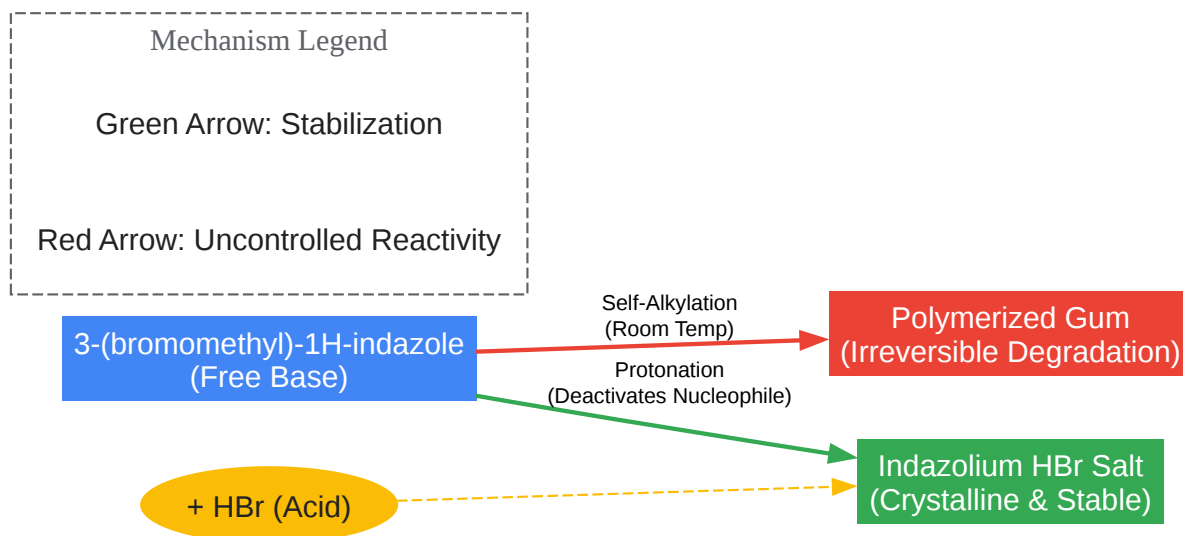 Mechanism Legend
Green Arrow: Stabilization
Red Arrow: Uncontrolled Reactivity
3-(bromomethyl)-1H-indazole
(Free Base)
Self-Alkylation
(Room Temp)
Polymerized Gum
(Irreversible Degradation)
Protonation
(Deactivates Nucleophile)
Indazolium HBr Salt
(Crystalline & Stable)
+ HBr (Acid)